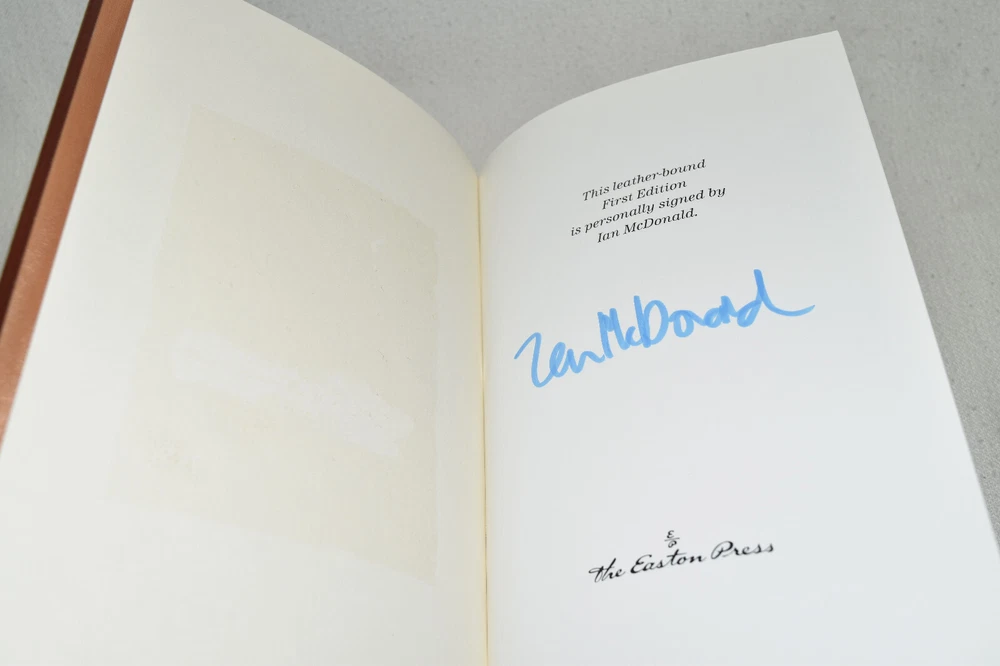 This leather-bound
First Edition
is personally signed by
Ian McDonald.
Ian McDonald
the Easton Press